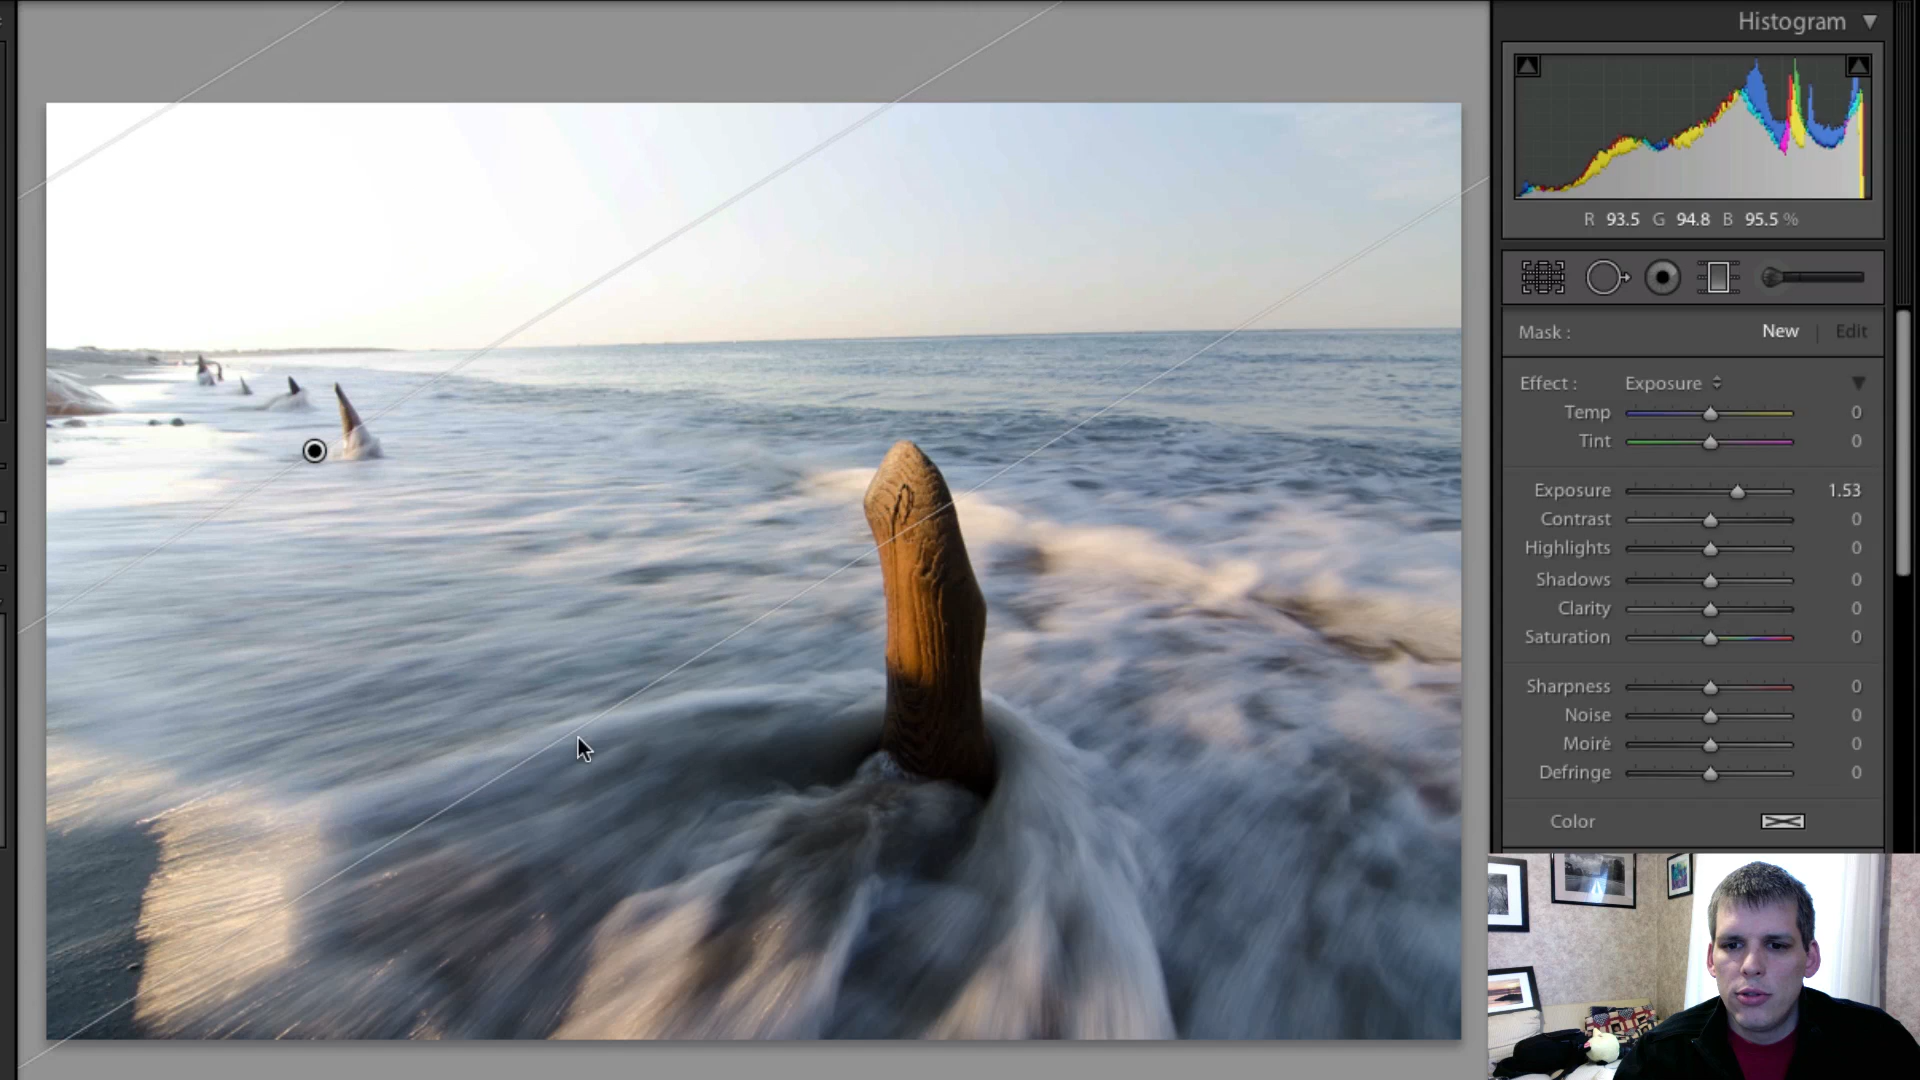 Histogram
R 93.5 G 94.8 B 95.5 %
Mask : New | Edit
Effect : Exposure
Temp 0
Tint 0
Exposure 1.53
Contrast 0
Highlights 0
Shadows 0
Clarity 0
Saturation 0
Sharpness 0
Noise 0
Moiré 0
Defringe 0
Color